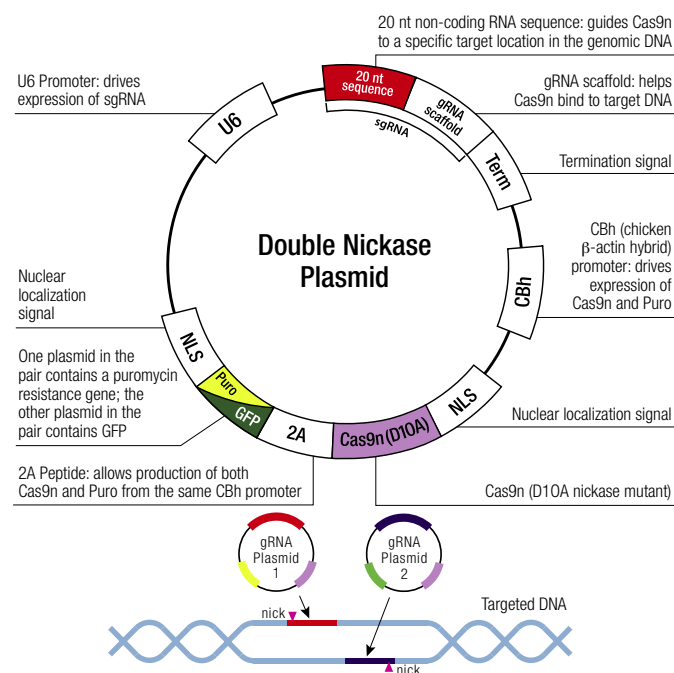 20 nt non-coding RNA sequence: guides Cas9n
to a specific target location in the genomic DNA
U6 Promoter: drives
expression of sgRNA
gRNA scaffold: helps
Cas9n bind to target DNA
20 nt
sequence
gRNA
scaffold
sgRNA
U6
Term
Termination signal
Double Nickase
Plasmid
CBh (chicken
β-actin hybrid)
promoter: drives
expression of
Cas9n and Puro
CBh
Nuclear
localization
signal
NLS
One plasmid in the
pair contains a puromycin
resistance gene; the
other plasmid in the
pair contains GFP
Puro
GFP
2A
Cas9n (D10A)
NLS
Nuclear localization signal
2A Peptide: allows production of both
Cas9n and Puro from the same CBh promoter
Cas9n (D10A nickase mutant)
gRNA
Plasmid
1
gRNA
Plasmid
2
nick
Targeted DNA
nick